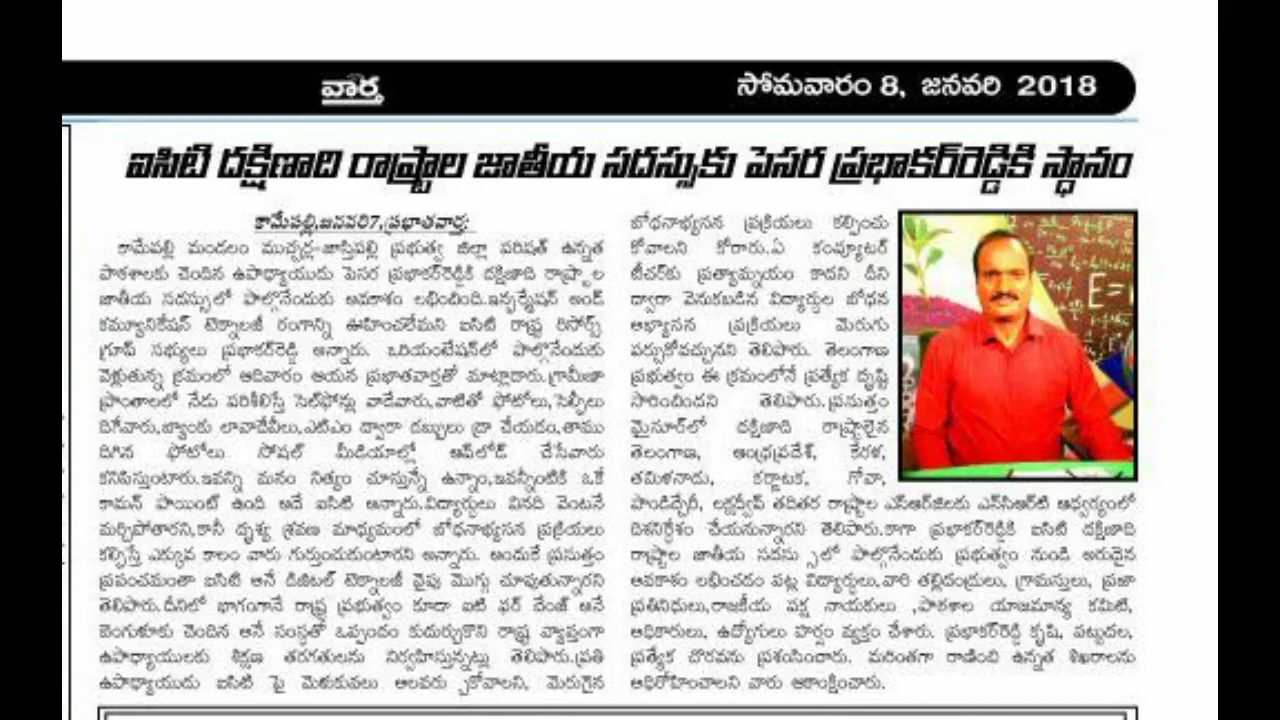 వార్త
సోమవారం 8, జనవరి 2018
ఐసిటి దక్షిణాది రాష్ట్రాల జాతీయ సదస్సుకు పెసర ప్రభాకర్‌రెడ్డికి స్థానం
కామేపల్లి,జనవరి7,ప్రభాతవార్త:
కామేపల్లి మండలం ముచ్చర్ల-జాస్తిపల్లి ప్రభుత్వ జిల్లా పరిషత్ ఉన్నత
పాఠశాలకు చెందిన ఉపాధ్యాయుడు పెసర ప్రభాకర్‌రెడ్డికి దక్షిణాది రాష్ట్రాల
జాతీయ సదస్సులో పాల్గొనేందుకు అవకాశం లభించింది.ఇన్ఫర్మేషన్ అండ్
కమ్యూనికేషన్ టెక్నాలజీ రంగాన్ని ఊహించలేమని ఐసిటి రాష్ట్ర రిసోర్స్
గ్రూప్ సభ్యులు ప్రభాకర్‌రెడ్డి అన్నారు. ఓరియంటేషన్‌లో పాల్గొనేందుకు
వెళ్లుతున్న క్రమంలో ఆదివారం ఆయన ప్రభాతవార్తతో మాట్లాడారు.గ్రామీణ
ప్రాంతాలలో నేడు పరిశీలిస్తే సెల్‌ఫోన్లు వాడేవారు,వాటితో ఫోటోలు,సెల్ఫీలు
దిగేవారు,బ్యాంకు లావాదేవీలు,ఎటిఎం ద్వారా డబ్బులు డ్రా చేయడం,తాము
దిగిన ఫోటోలు సోషల్ మీడియాల్లో అప్‌లోడ్ చేసేవారు
కనిపిస్తుంటారు.ఇవన్ని మనం నిత్యం చూస్తున్నే ఉన్నాం,ఇవన్నీంటికి ఒకే
కామన్ పాయింట్ ఉంది అదే ఐసిటి అన్నారు.విద్యార్థులు వినది వెంటనే
మర్చిపోతారని,కానీ దృశ్య శ్రవణ మాధ్యమంలో బోధనాభ్యసన ప్రక్రియలు
కల్పిస్తే ఎక్కువ కాలం వారు గుర్తుంచుకుంటారని అన్నారు. అందుకే ప్రస్తుతం
ప్రపంచమంతా ఐసిటి అనే డిజిటల్ టెక్నాలజీ వైపు మొగ్గు చూపుతున్నారని
తెలిపారు.దీనిలో భాగంగానే రాష్ట్ర ప్రభుత్వం కూడా ఐటి ఫర్ చేంజ్ అనే
బెంగుళూకు చెందిన అనే సంస్థతో ఒప్పందం కుదుర్చుకొని రాష్ట్ర వ్యాప్తంగా
ఉపాధ్యాయులకు శిక్షణ తరగతులను నిర్వహిస్తున్నట్లు తెలిపారు.ప్రతి
ఉపాధ్యాయుడు ఐసిటి పై మెళుకువలు అలవర్చుకోవాలని, మెరుగైన
బోధనాభ్యసన ప్రక్రియలు కల్పించు
కోవాలని కోరారు.ఏ కంప్యూటర్
టీచర్‌కు ప్రత్యామ్నయం కాదని దీని
ద్వారా వెనుకబడిన విద్యార్థుల బోధన
అభ్యాసన ప్రక్రియలు మెరుగు
పర్చుకోవచ్చునని తెలిపారు. తెలంగాణ
ప్రభుత్వం ఈ క్రమంలోనే ప్రత్యేక దృష్టి
సారించిందని తెలిపారు.ప్రస్తుత్తం
మైసూర్‌లో దక్షిణాది రాష్ట్రాలైన
తెలంగాణ, ఆంధ్రప్రదేశ్, కేరళ,
తమిళనాడు, కర్ణాటక, గోవా,
పాండిచ్చేరీ, లక్షద్వీప్ తదితర రాష్ట్రాల ఎస్ఆర్‌జిలకు ఎన్‌సిఆర్‌టి ఆధ్వర్యంలో
దిశనిర్దేశం చేయనున్నారని తెలిపారు.కాగా ప్రభాకర్‌రెడ్డికి ఐసిటి దక్షిణాది
రాష్ట్రాల జాతీయ సదస్సులో పాల్గొనేందుకు ప్రభుత్వం నుండి అరుదైన
అవకాశం లభించడం పట్ల విద్యార్థులు,వారి తల్లిదండ్రులు, గ్రామస్తులు, ప్రజా
ప్రతినిధులు,రాజకీయ పక్ష నాయకులు ,పాఠశాల యాజమాన్య కమిటీ,
అధికారులు, ఉద్యోగులు హర్షం వ్యక్తం చేశారు. ప్రభాకర్‌రెడ్డి కృషి, పట్టుదల,
ప్రత్యేక చొరవను ప్రశంసించారు. మరింతగా రాణించి ఉన్నత శిఖరాలను
అధిరోహించాలని వారు ఆకాంక్షించారు.
E=